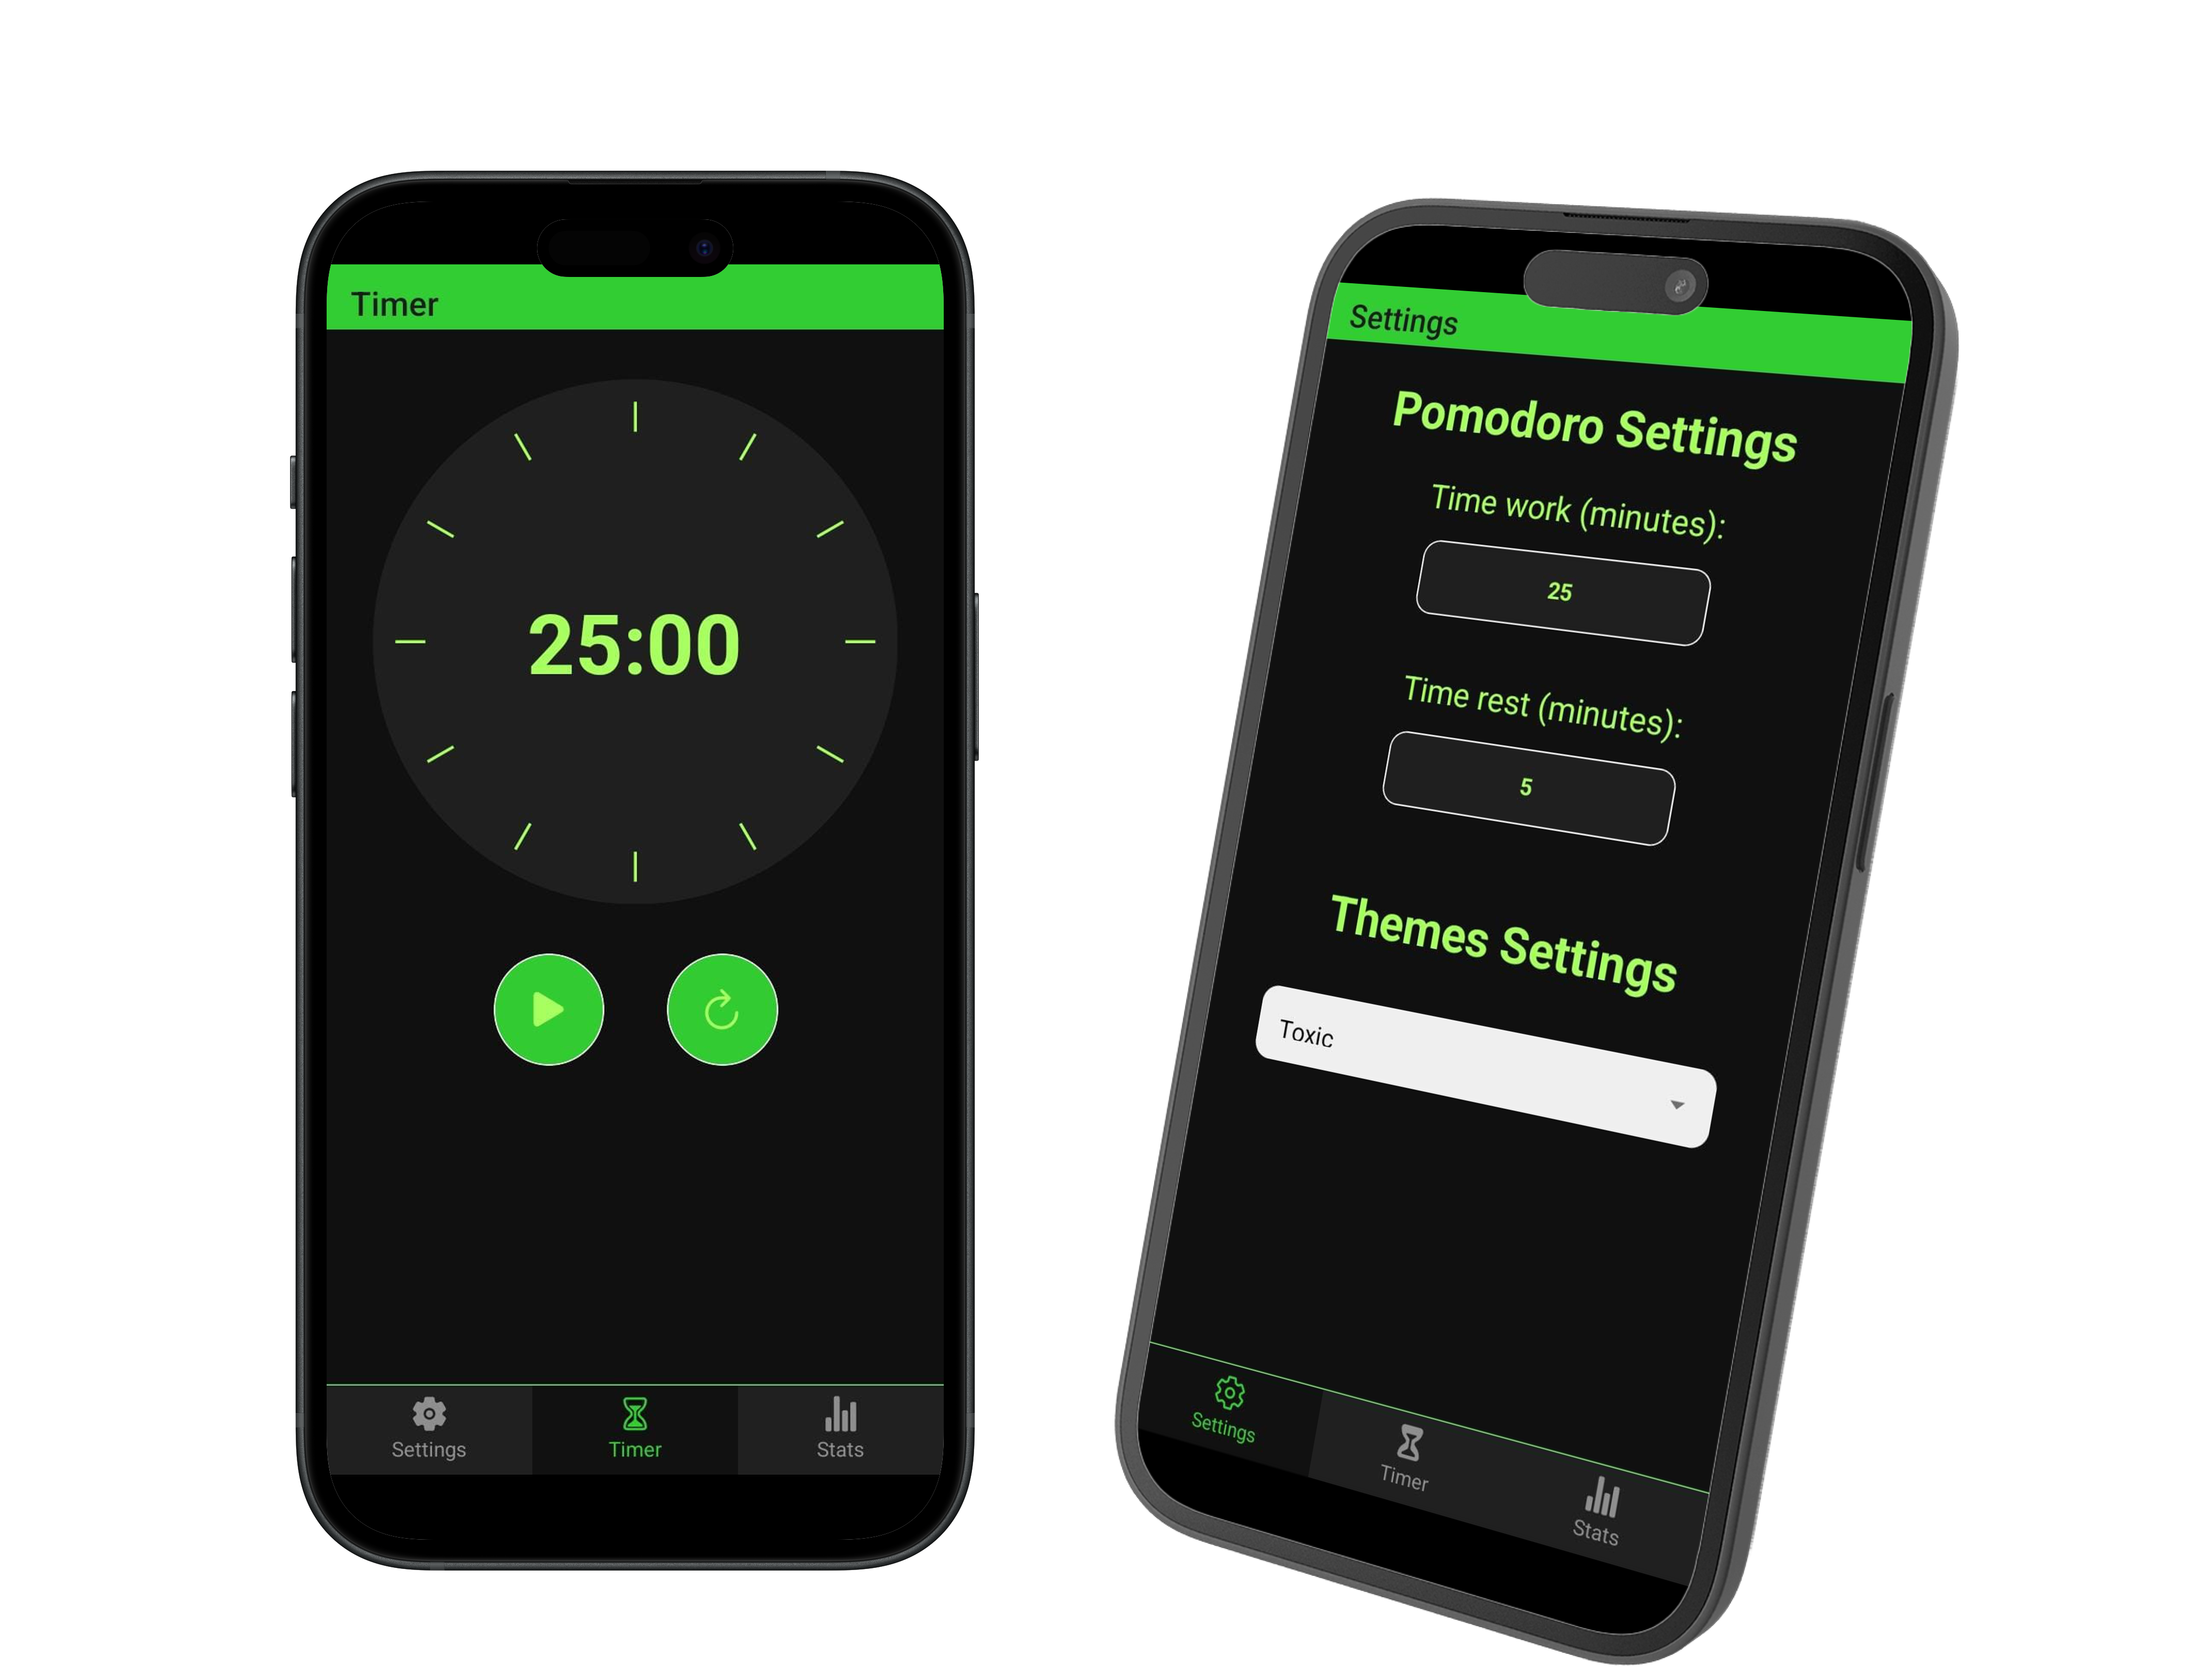 Timer
25:00
Settings
Timer
Stats
Settings
Pomodoro Settings
Time work (minutes):
25
Time rest (minutes):
5
Themes Settings
Toxic
Settings
Timer
Stats